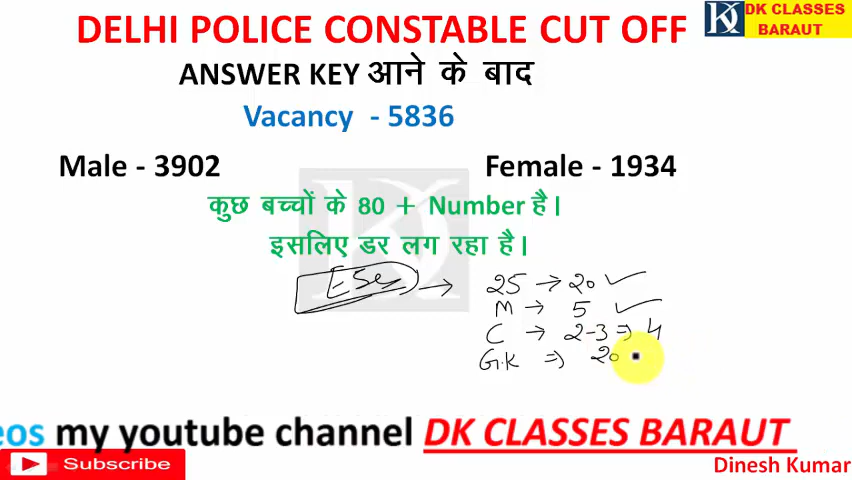 DELHI POLICE CONSTABLE CUT OFF
DK CLASSES
BARAUT
ANSWER KEY आने के बाद
Vacancy - 5836
Male - 3902
Female - 1934
कुछ बच्चों के 80 + Number है।
इसलिए डर लग रहा है।
25 → 20 ✓
M → 5 ✓
C → 2-3 ⇒ 4
G.K ⇒ 20
eos my youtube channel DK CLASSES BARAUT
Subscribe
Dinesh Kumar